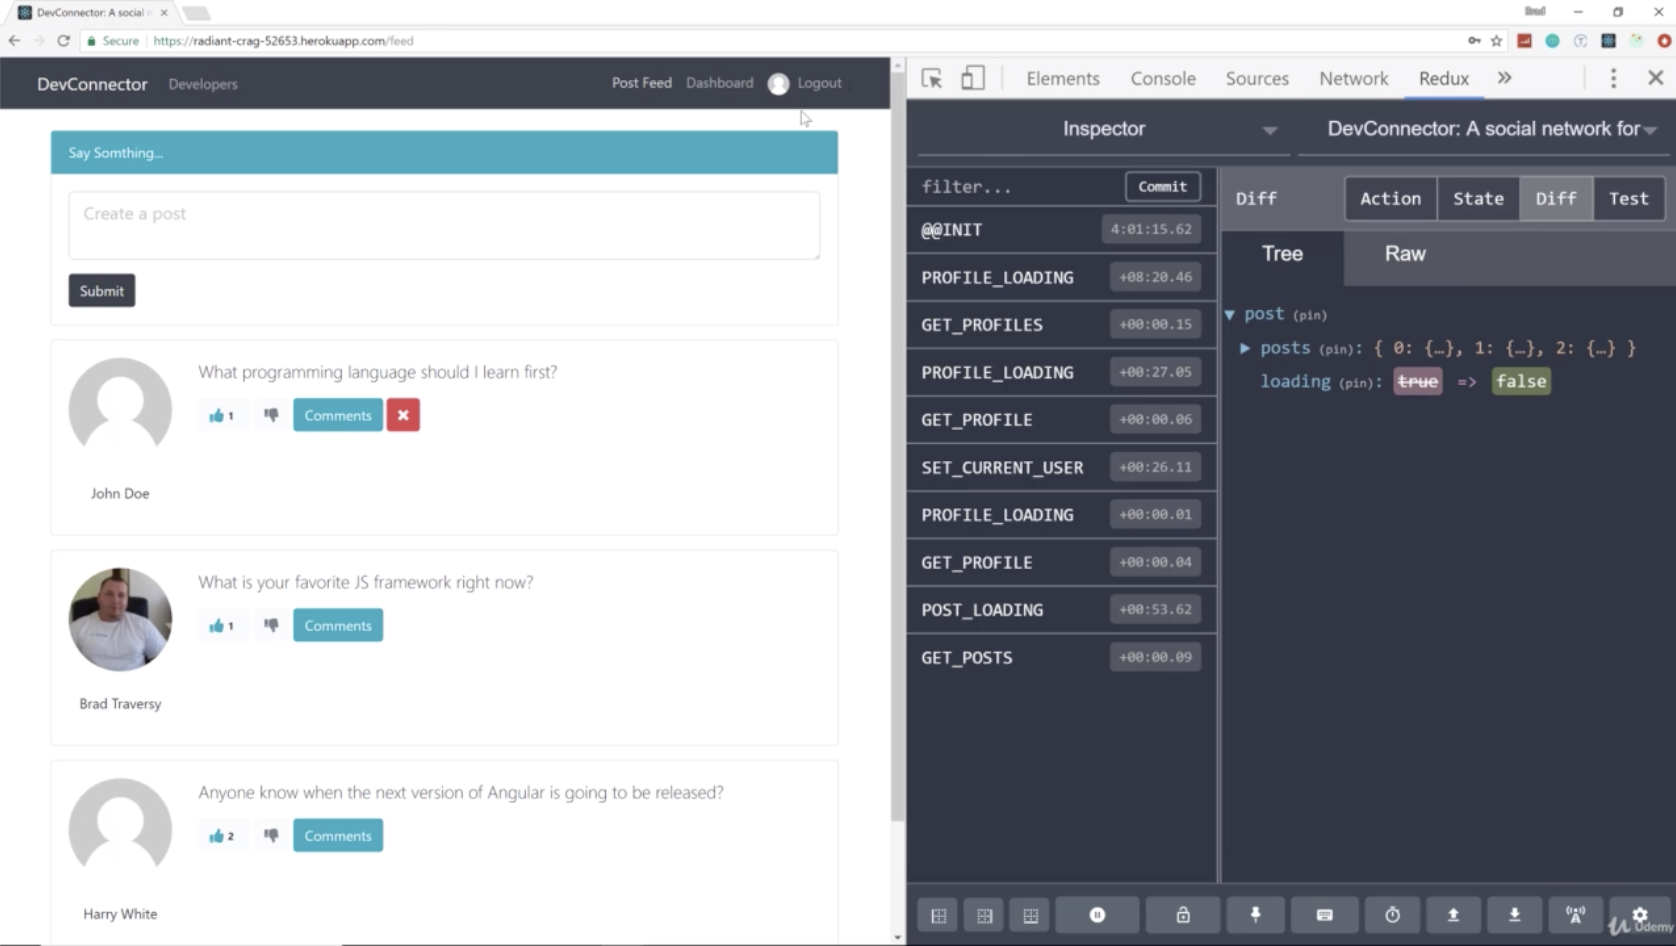 DevConnector: A social n
Brad
Secure
https://radiant-crag-52653.herokuapp.com/feed
DevConnector
Developers
Post Feed
Dashboard
Logout
Say Somthing...
Create a post
Submit
What programming language should I learn first?
1
Comments
John Doe
What is your favorite JS framework right now?
1
Comments
Brad Traversy
Anyone know when the next version of Angular is going to be released?
2
Comments
Harry White
Elements
Console
Sources
Network
Redux
Inspector
DevConnector: A social network for
filter...
Commit
@@INIT 4:01:15.62
PROFILE_LOADING +08:20.46
GET_PROFILES +00:00.15
PROFILE_LOADING +00:27.05
GET_PROFILE +00:00.06
SET_CURRENT_USER +00:26.11
PROFILE_LOADING +00:00.01
GET_PROFILE +00:00.04
POST_LOADING +00:53.62
GET_POSTS +00:00.09
Diff
Action
State
Diff
Test
Tree
Raw
post (pin)
posts (pin): { 0: {…}, 1: {…}, 2: {…} }
loading (pin): true => false
Udemy